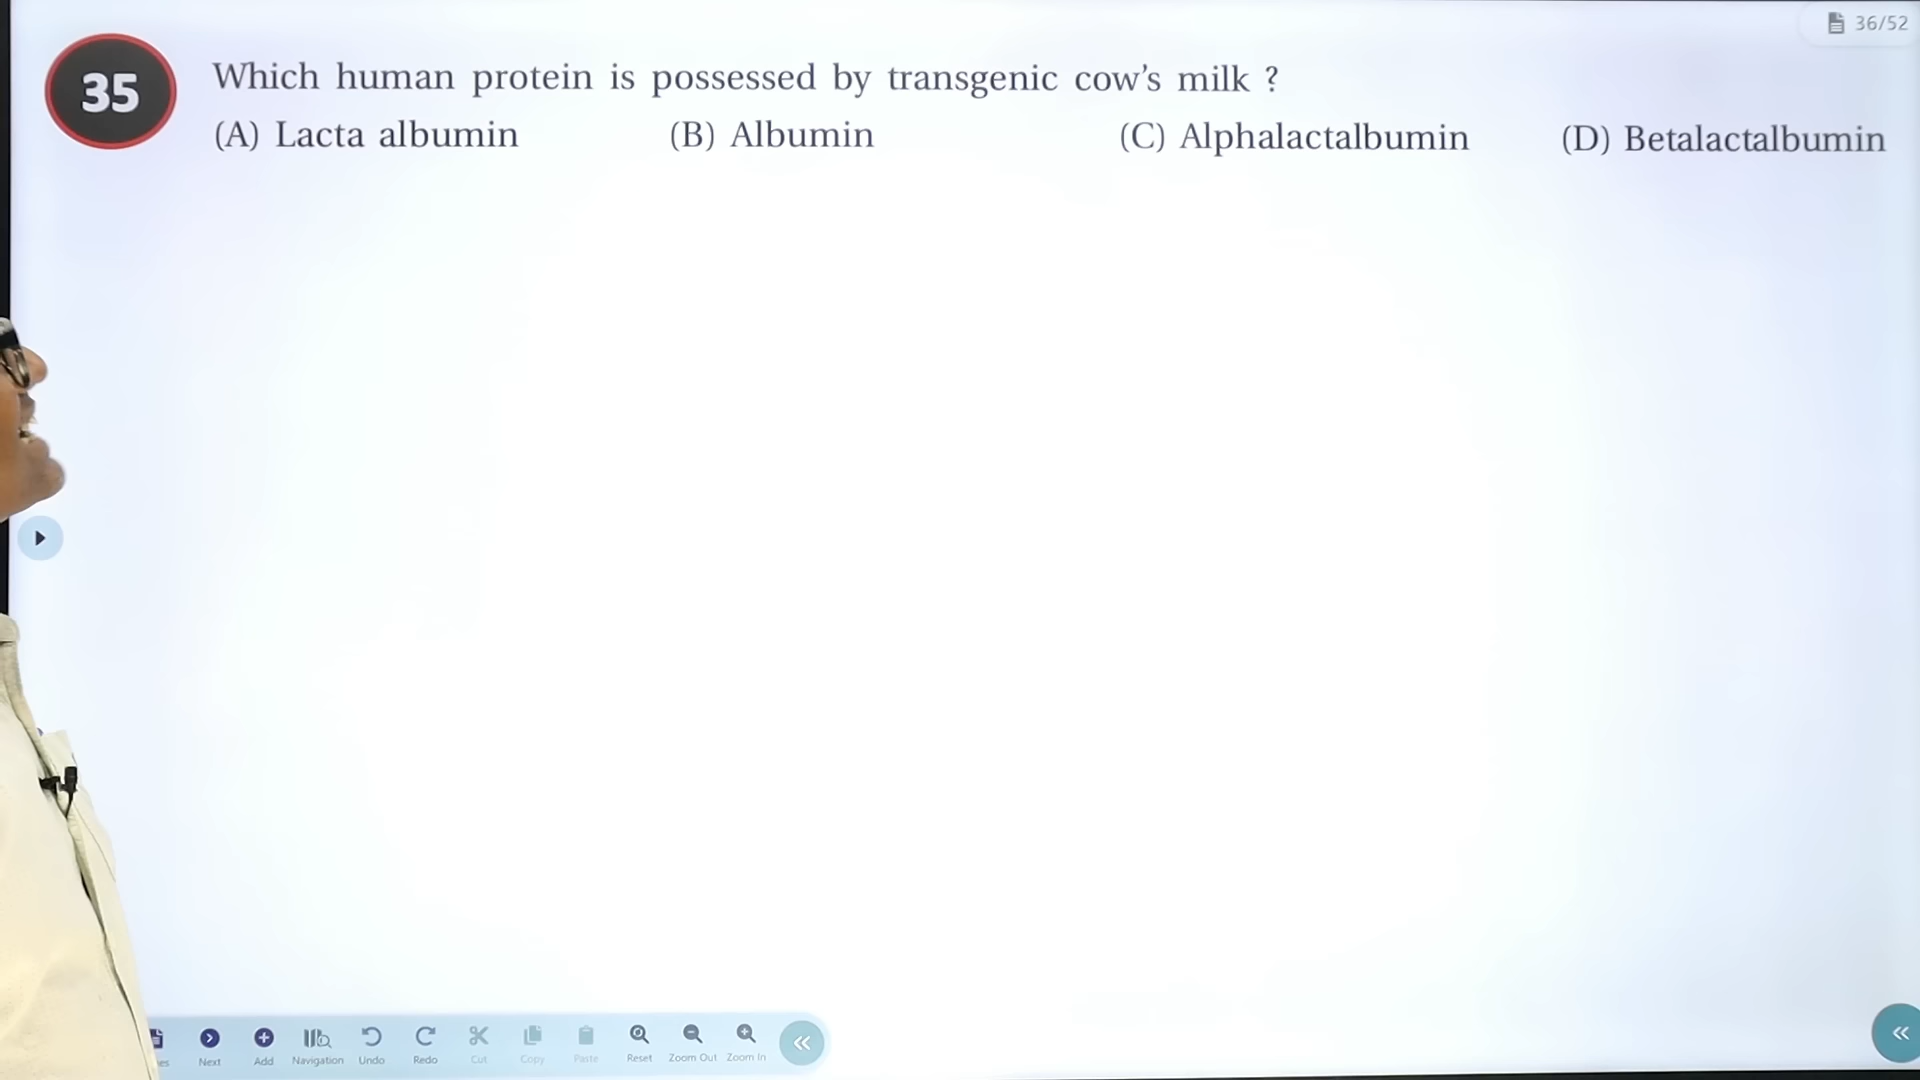 36/52
35
Which human protein is possessed by transgenic cow's milk ?
(A) Lacta albumin (B) Albumin (C) Alphalactalbumin (D) Betalactalbumin
Next Add Navigation Undo Redo Cut Copy Paste Reset Zoom Out Zoom In